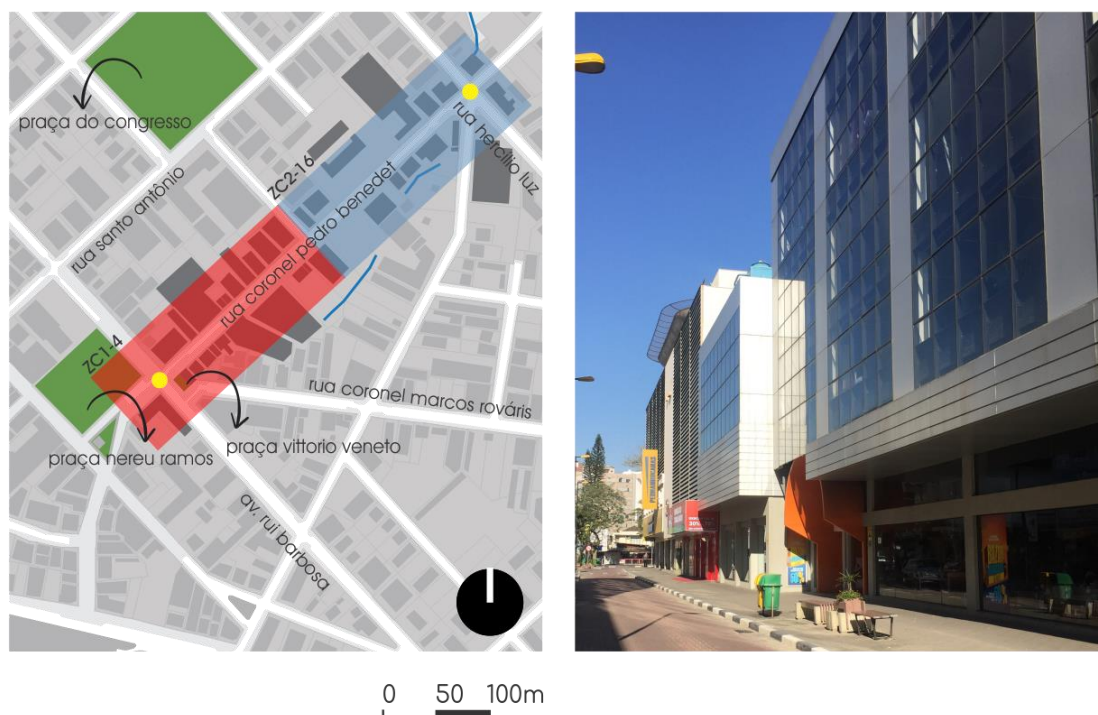 praça do congresso
rua santo antônio
ZC2-16
rua hercílio luz
rua coronel pedro benedet
ZC1-4
rua coronel marcos rováris
praça nereu ramos
praça vittorio veneto
av. rui barbosa
PERNAMBUCANAS
0 50 100m